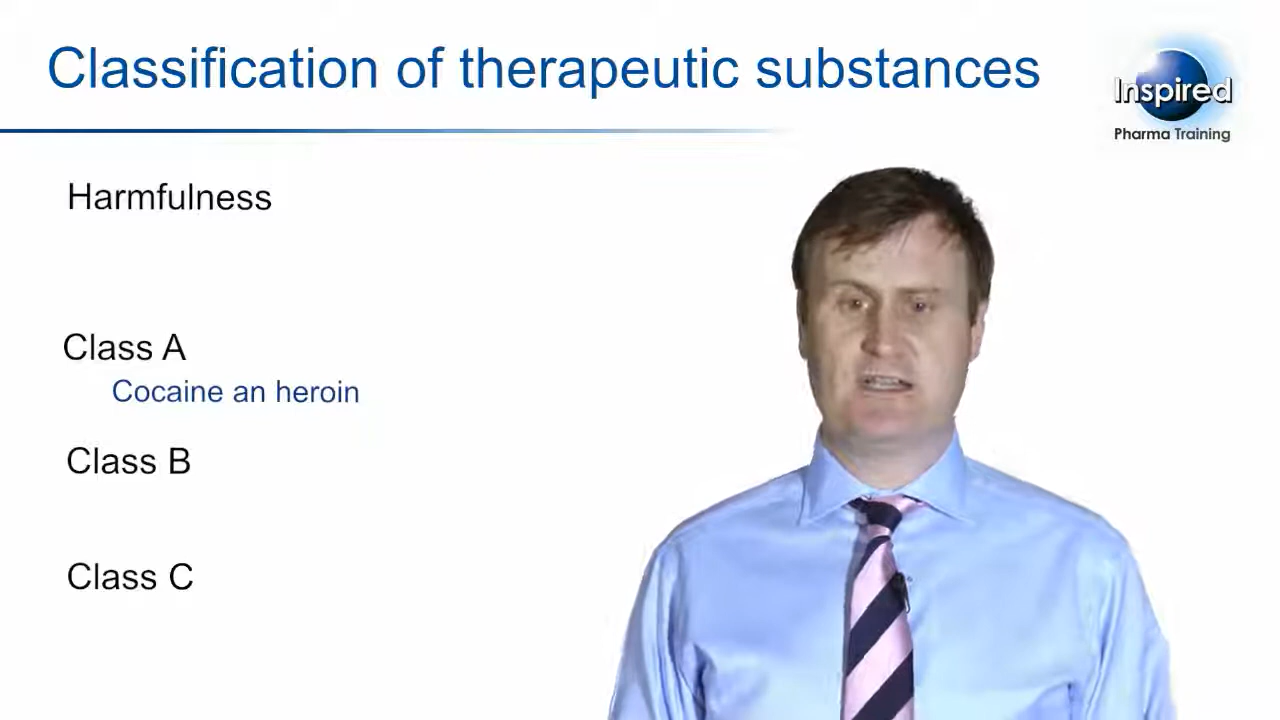 Classification of therapeutic substances
Inspired
Pharma Training
Harmfulness
Class A
Cocaine an heroin
Class B
Class C